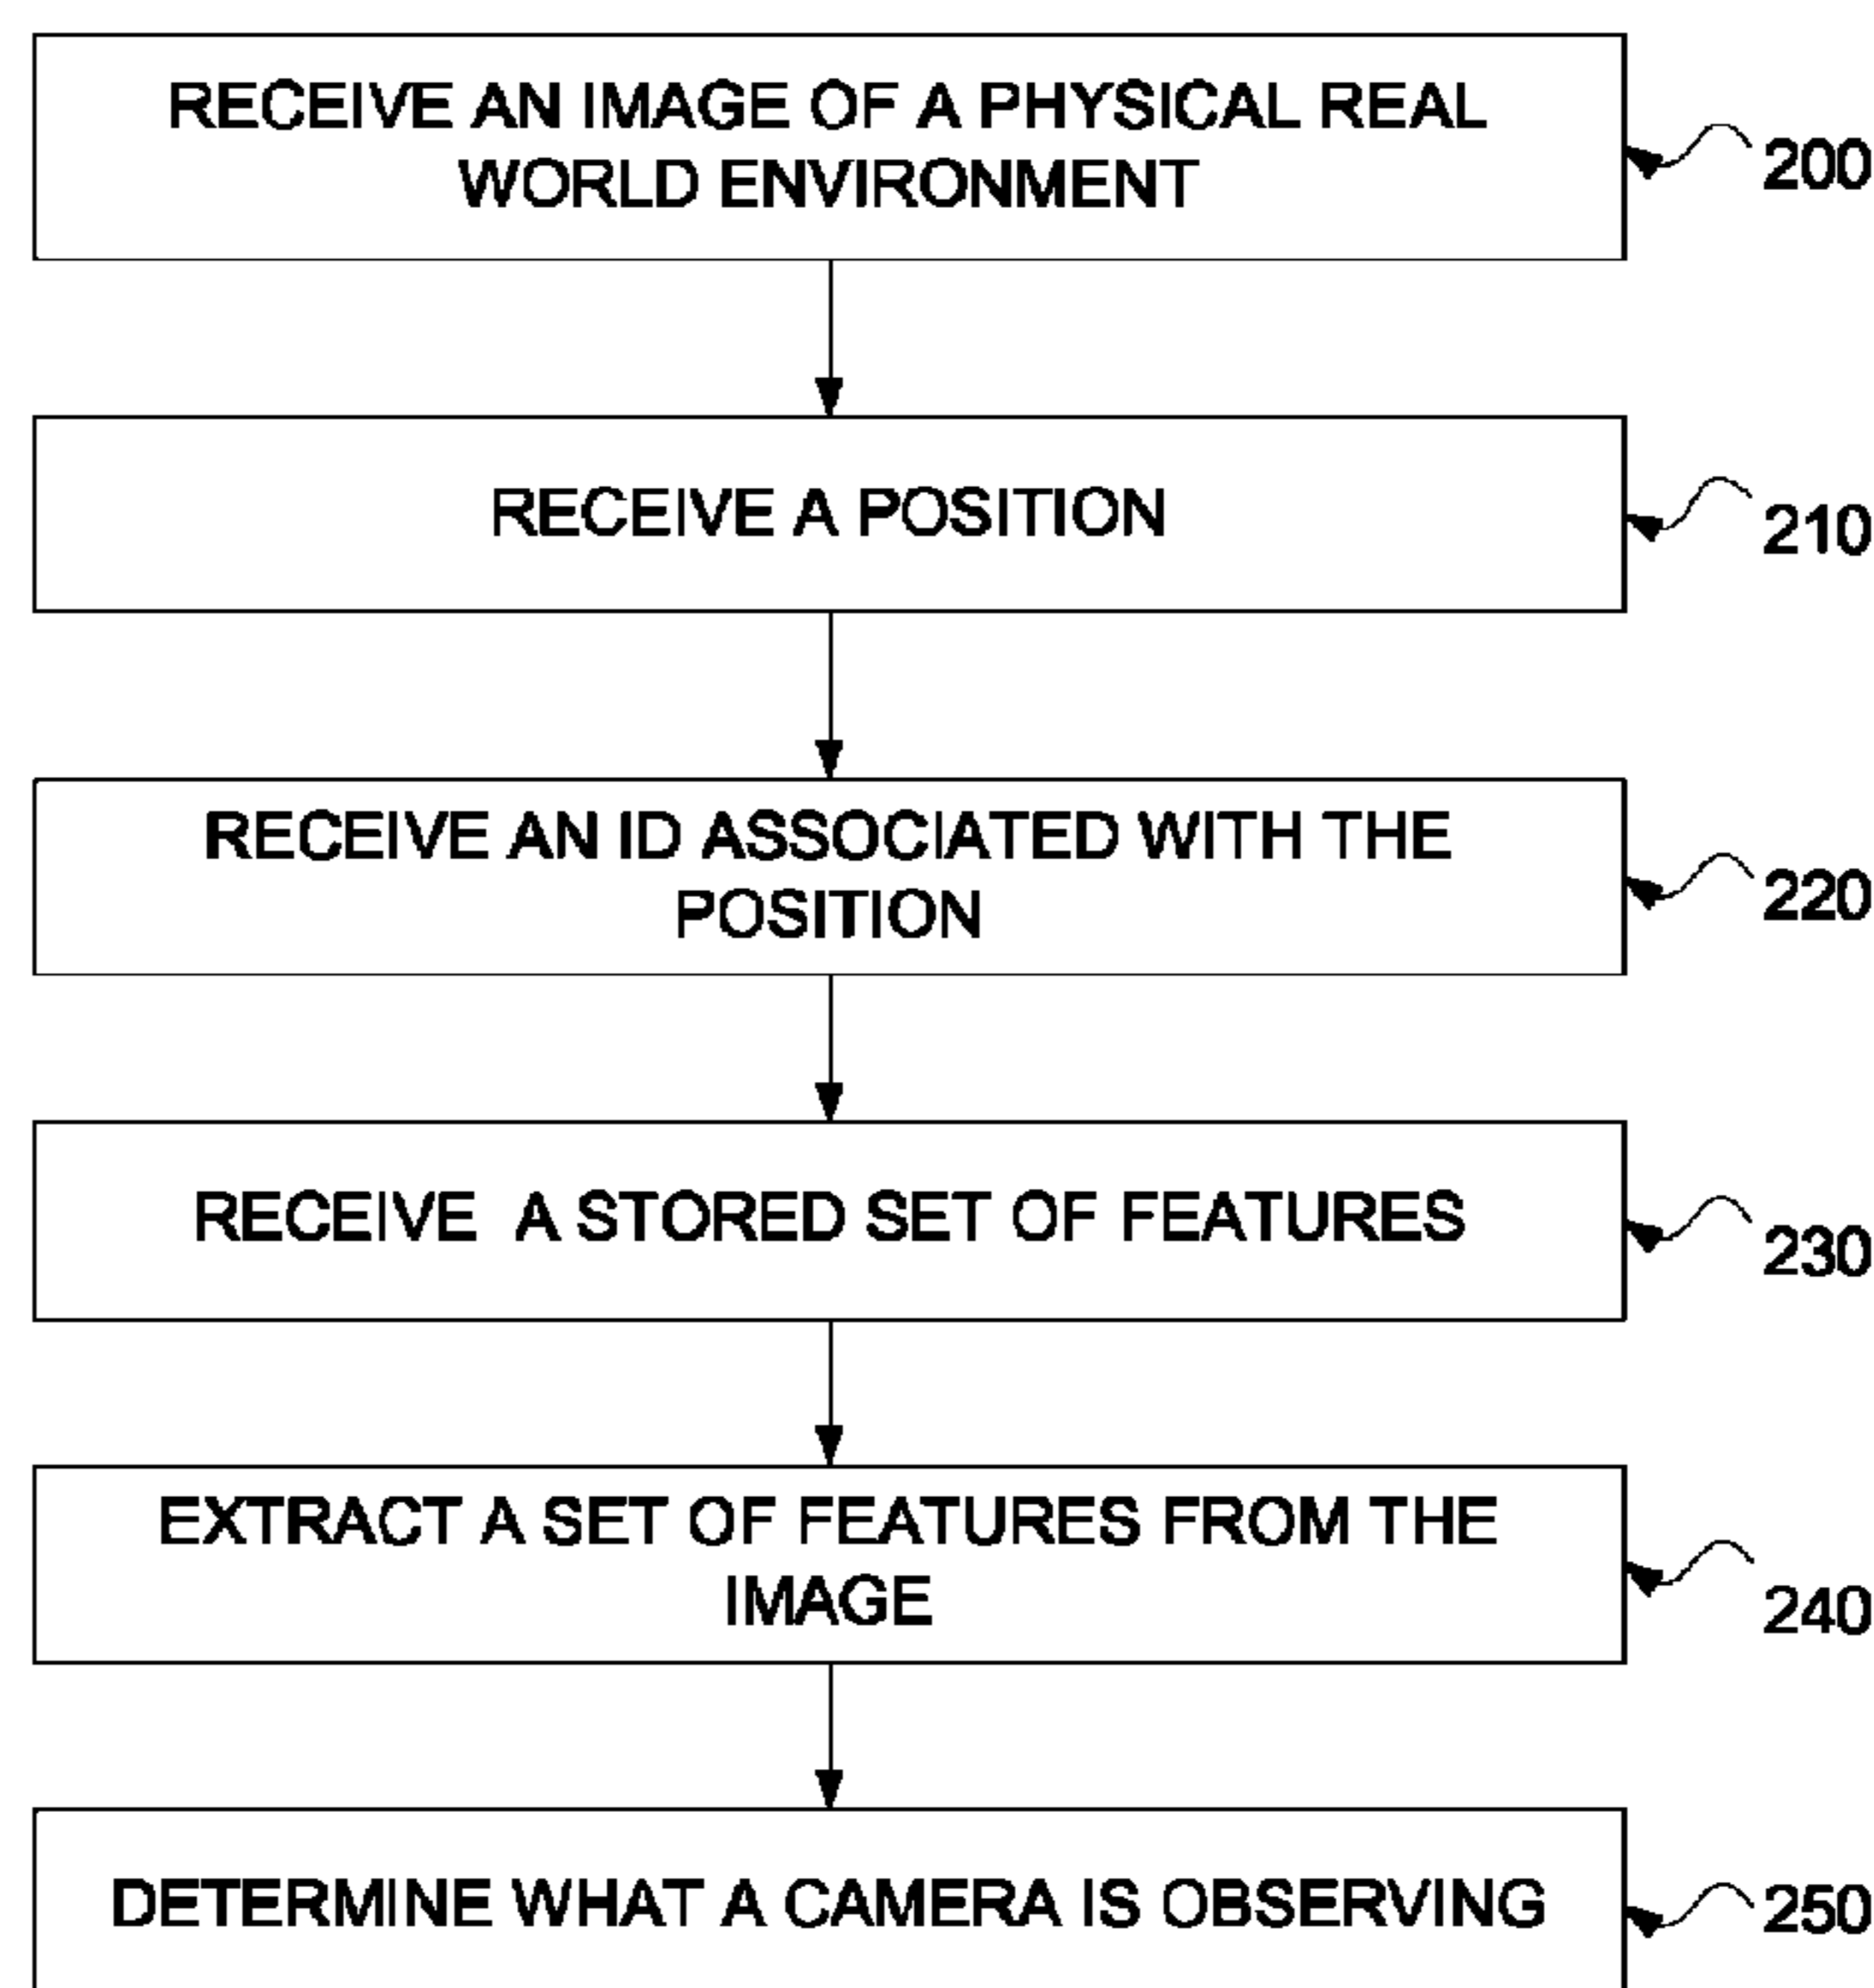 RECEIVE AN IMAGE OF A PHYSICAL REAL
WORLD ENVIRONMENT
200
RECEIVE A POSITION
210
RECEIVE AN ID ASSOCIATED WITH THE
POSITION
220
RECEIVE A STORED SET OF FEATURES
230
EXTRACT A SET OF FEATURES FROM THE
IMAGE
240
DETERMINE WHAT A CAMERA IS OBSERVING
250